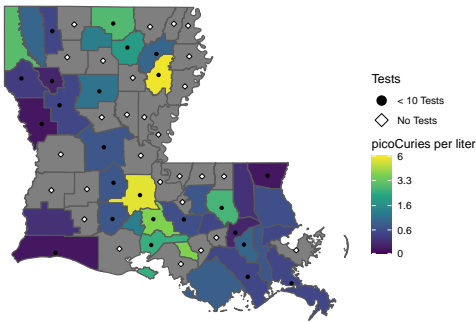 Tests
< 10 Tests
No Tests
picoCuries per liter
6
3.3
1.6
0.6
0